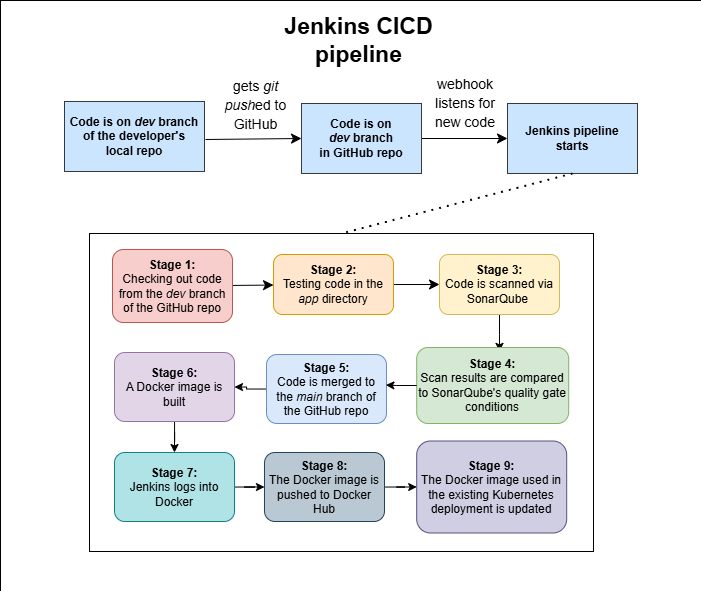 Jenkins CICD
pipeline
gets git
pushed to
GitHub
webhook
listens for
new code
Code is on dev branch
of the developer's
local repo
Code is on
dev branch
in GitHub repo
Jenkins pipeline
starts
Stage 1:
Checking out code
from the dev branch
of the GitHub repo
Stage 2:
Testing code in the
app directory
Stage 3:
Code is scanned via
SonarQube
Stage 4:
Scan results are compared
to SonarQube's quality gate
conditions
Stage 5:
Code is merged to
the main branch of
the GitHub repo
Stage 6:
A Docker image is
built
Stage 7:
Jenkins logs into
Docker
Stage 8:
The Docker image is
pushed to Docker
Hub
Stage 9:
The Docker image used in
the existing Kubernetes
deployment is updated